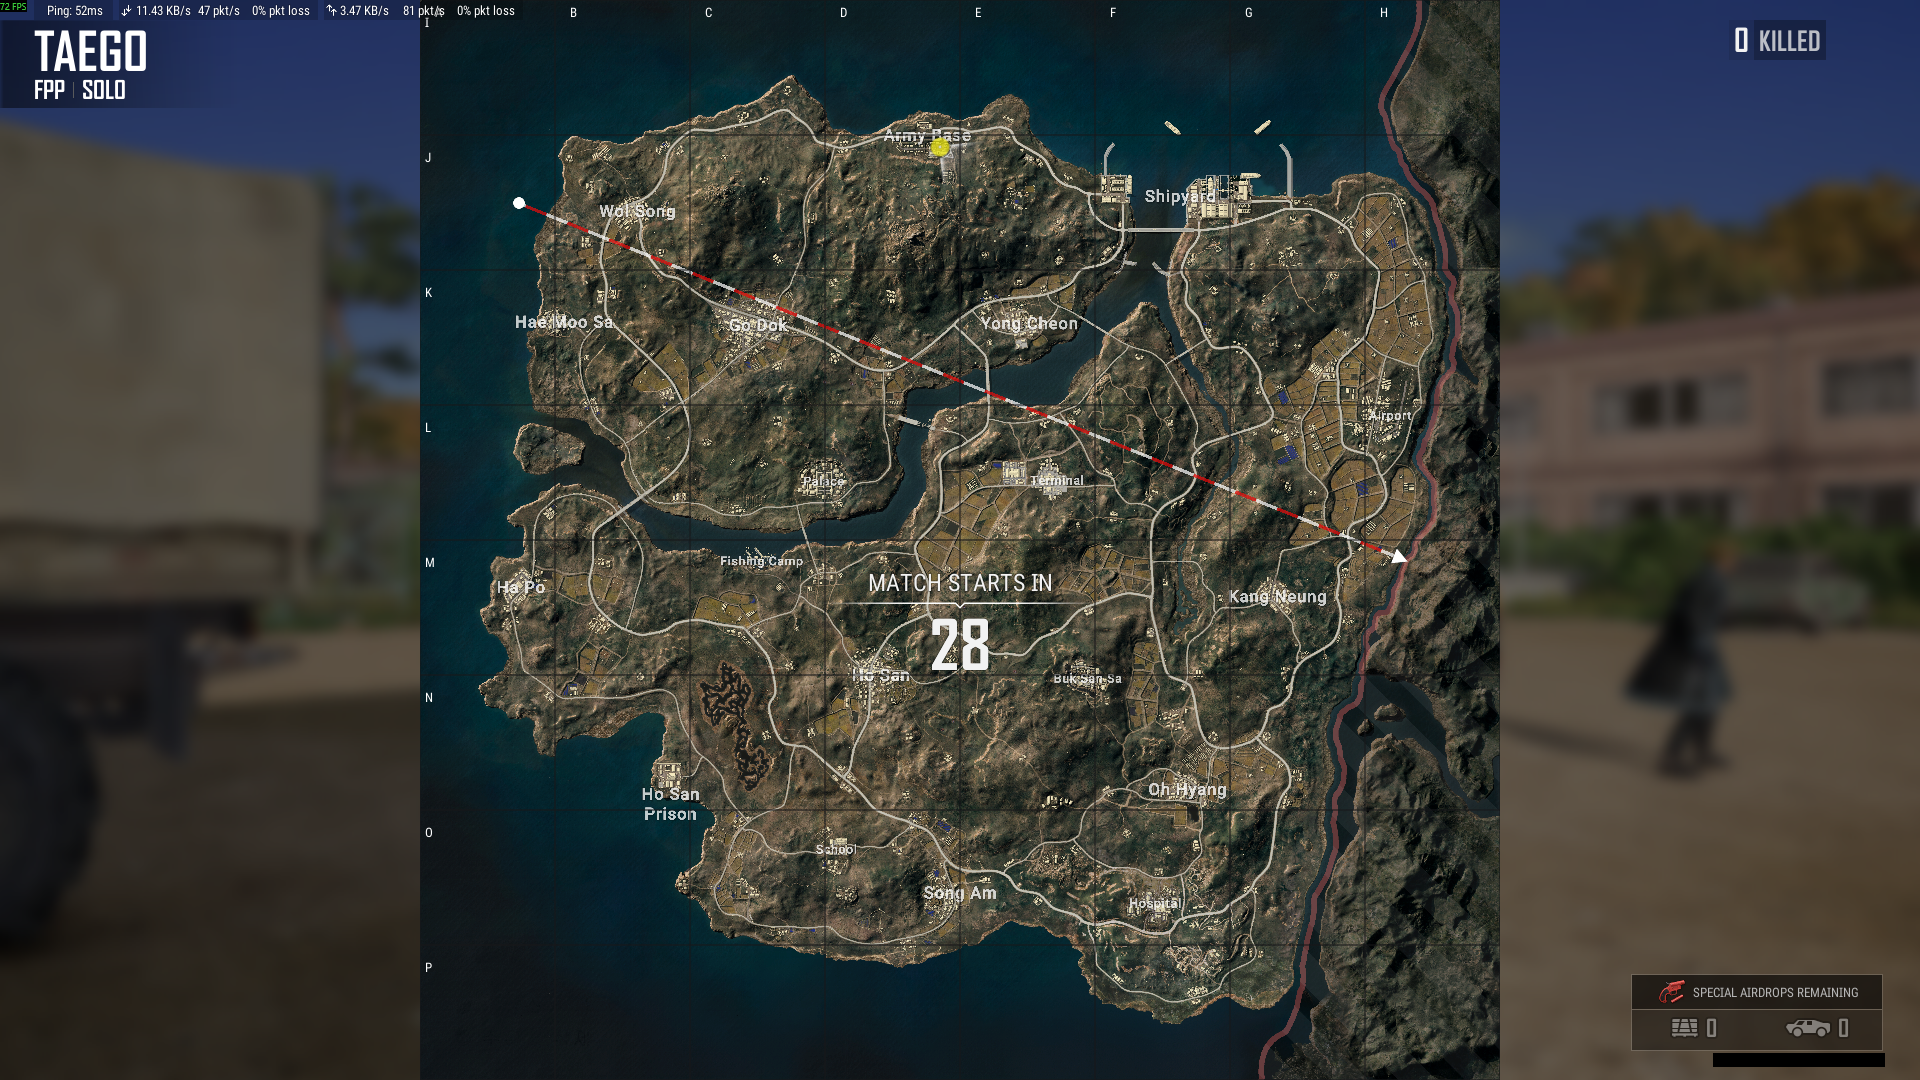 72 FPS
Ping: 52ms 11.43 KB/s 47 pkt/s 0% pkt loss 3.47 KB/s 81 pkt/s 0% pkt loss
TAEGO
FPP SOLO
0 KILLED
A B C D E F G H
I
J
K
L
M
N
O
P
Army Base
Shipyard
Wol Song
Hae Moo Sa
Go Dok
Yong Cheon
Airport
Palace
Terminal
Fishing Camp
Ha Po
MATCH STARTS IN
28
Kang Neung
Ho San
Buk San Sa
Ho San
Prison
Oh Hyang
School
Song Am
Hospital
SPECIAL AIRDROPS REMAINING
0 0